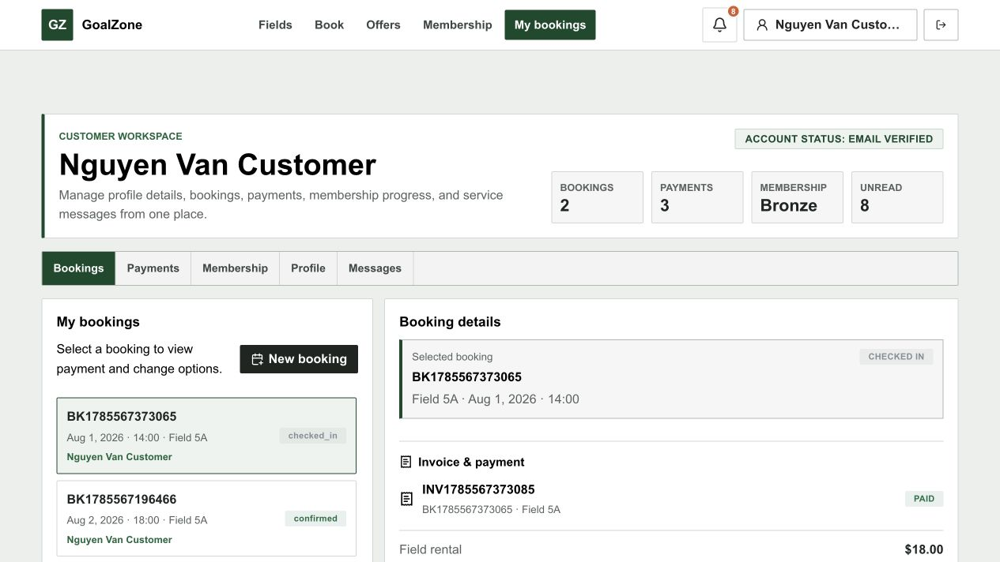 GZ GoalZone Fields Book Offers Membership My bookings 8 Nguyen Van Custo...
CUSTOMER WORKSPACE
ACCOUNT STATUS: EMAIL VERIFIED
Nguyen Van Customer
Manage profile details, bookings, payments, membership progress, and service
messages from one place.
BOOKINGS
2
PAYMENTS
3
MEMBERSHIP
Bronze
UNREAD
8
Bookings Payments Membership Profile Messages
My bookings
Select a booking to view
payment and change options.
New booking
BK1785567373065
Aug 1, 2026 · 14:00 · Field 5A
checked_in
Nguyen Van Customer
BK1785567196466
Aug 2, 2026 · 18:00 · Field 5A
confirmed
Nguyen Van Customer
Booking details
Selected booking
CHECKED IN
BK1785567373065
Field 5A · Aug 1, 2026 · 14:00
Invoice & payment
INV1785567373085
BK1785567373065 · Field 5A
PAID
Field rental $18.00